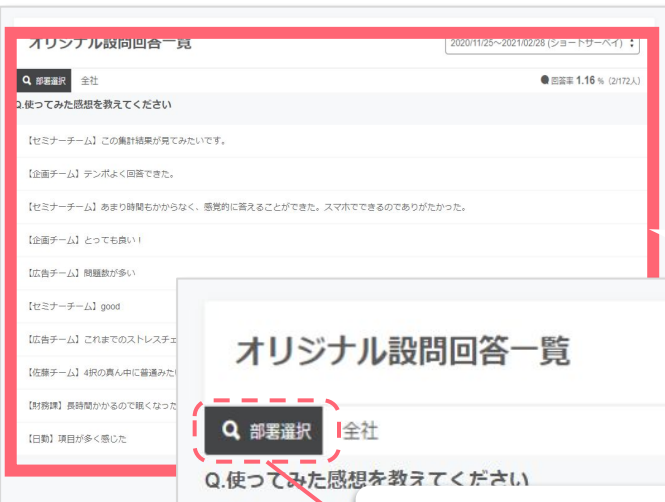 オリジナル設問回答一覧
2020/11/25~2021/02/28 (ショートサーベイ)
部署選択 全社 回答率 1.16 % (2/172人)
Q.使ってみた感想を教えてください
【セミナーチーム】この集計結果が見てみたいです。
【企画チーム】テンポよく回答できた。
【セミナーチーム】あまり時間もかからなく、感覚的に答えることができた。スマホでできるのでありがたかった。
【企画チーム】とっても良い!
【広告チーム】問題数が多い
【セミナーチーム】good
【広告チーム】これまでのストレスチェ
【佐藤チーム】4択の真ん中に普通みた
【財務課】長時間かかるので眠くなった
【日勤】項目が多く感じた
オリジナル設問回答一覧
部署選択 全社
Q.使ってみた感想を教えてください